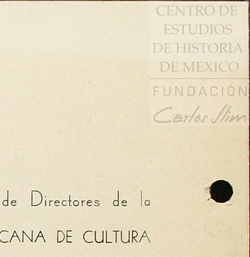 CENTRO DE
ESTUDIOS
DE HISTORIA
DE MEXICO
FUNDACIÓN
Carlos Slim
de Directores de la
CANA DE CULTURA